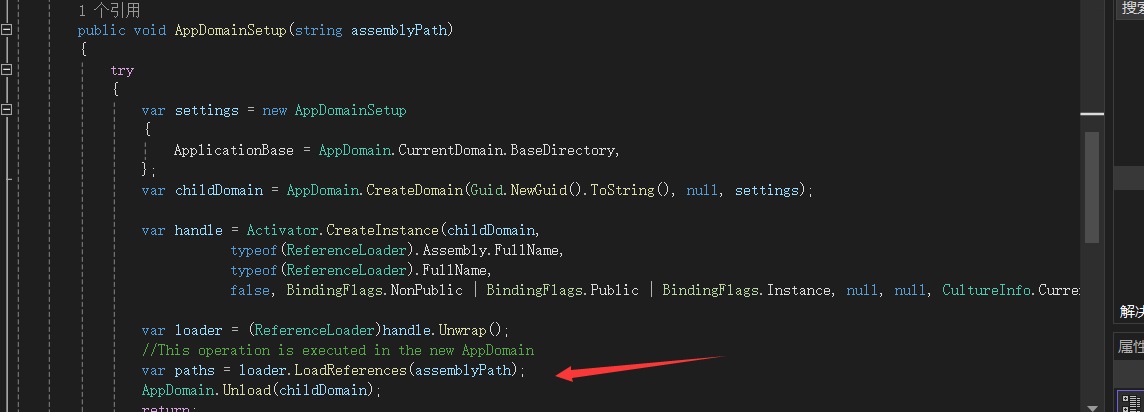 搜索
1 个引用
public void AppDomainSetup(string assemblyPath)
{
try
{
var settings = new AppDomainSetup
{
ApplicationBase = AppDomain.CurrentDomain.BaseDirectory,
};
var childDomain = AppDomain.CreateDomain(Guid.NewGuid().ToString(), null, settings);
var handle = Activator.CreateInstance(childDomain,
typeof(ReferenceLoader).Assembly.FullName,
typeof(ReferenceLoader).FullName,
false, BindingFlags.NonPublic | BindingFlags.Public | BindingFlags.Instance, null, null, CultureInfo.Curre
解决
var loader = (ReferenceLoader)handle.Unwrap();
//This operation is executed in the new AppDomain
属性
var paths = loader.LoadReferences(assemblyPath);
AppDomain.Unload(childDomain);
return;